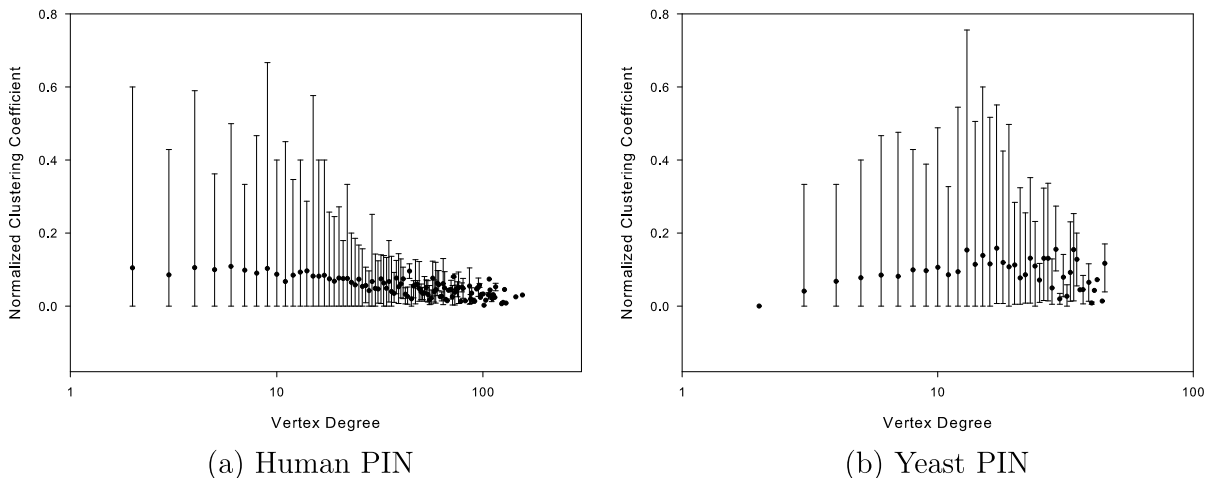 Normalized Clustering Coefficient
0.8
0.6
0.4
0.2
0.0
1
10
100
Vertex Degree
(a) Human PIN
Normalized Clustering Coefficient
0.8
0.6
0.4
0.2
0.0
1
10
100
Vertex Degree
(b) Yeast PIN